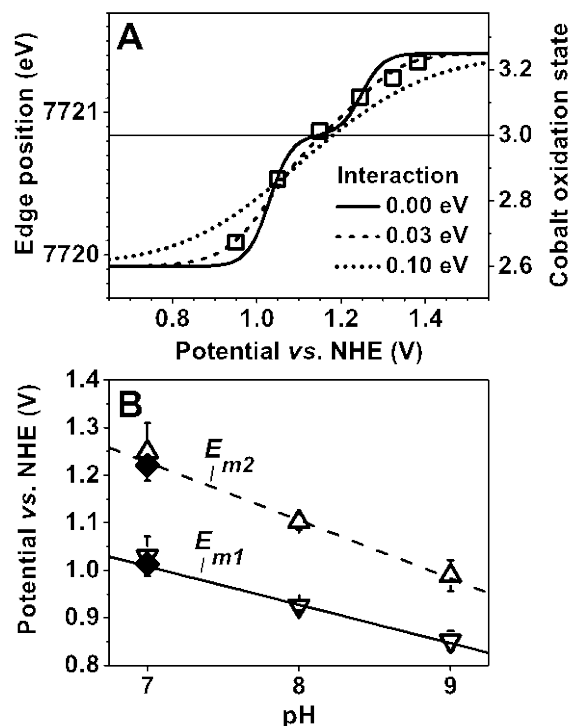 A
Edge position (eV)
7721
7720
Interaction
0.00 eV
0.03 eV
0.10 eV
3.2
3.0
2.8
2.6
Cobalt oxidation state
0.8 1.0 1.2 1.4
Potential vs. NHE (V)
B
Potential vs. NHE (V)
1.4
1.3
1.2
1.1
1.0
0.9
0.8
Em2
Em1
7 8 9
pH